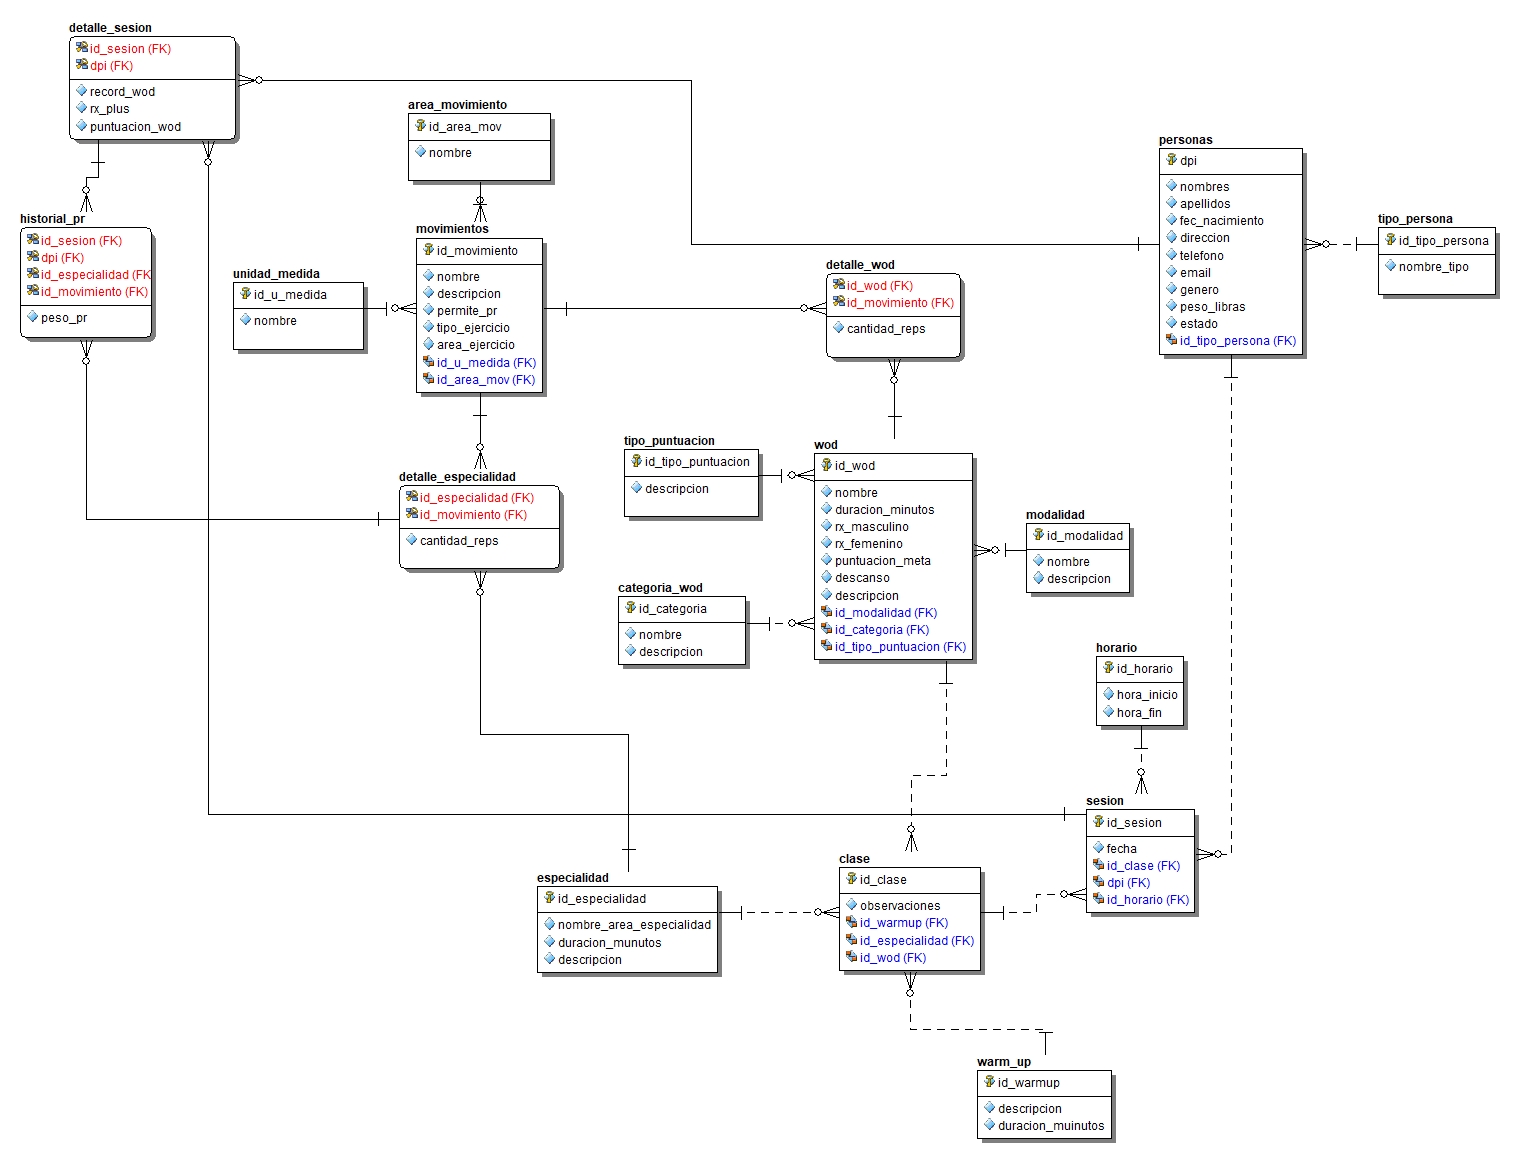 detalle_sesion
id_sesion (FK)
dpi (FK)
record_wod
rx_plus
puntuacion_wod
area_movimiento
id_area_mov
nombre
personas
dpi
nombres
apellidos
fec_nacimiento
direccion
telefono
email
genero
peso_libras
estado
id_tipo_persona (FK)
tipo_persona
id_tipo_persona
nombre_tipo
historial_pr
id_sesion (FK)
dpi (FK)
id_especialidad (FK
id_movimiento (FK)
peso_pr
movimientos
id_movimiento
nombre
descripcion
permite_pr
tipo_ejercicio
area_ejercicio
id_u_medida (FK)
id_area_mov (FK)
unidad_medida
id_u_medida
nombre
detalle_wod
id_wod (FK)
id_movimiento (FK)
cantidad_reps
tipo_puntuacion
id_tipo_puntuacion
descripcion
wod
id_wod
nombre
duracion_minutos
rx_masculino
rx_femenino
puntuacion_meta
descanso
descripcion
id_modalidad (FK)
id_categoria (FK)
id_tipo_puntuacion (FK)
detalle_especialidad
id_especialidad (FK)
id_movimiento (FK)
cantidad_reps
modalidad
id_modalidad
nombre
descripcion
categoria_wod
id_categoria
nombre
descripcion
horario
id_horario
hora_inicio
hora_fin
sesion
id_sesion
fecha
id_clase (FK)
dpi (FK)
id_horario (FK)
clase
id_clase
observaciones
id_warmup (FK)
id_especialidad (FK)
id_wod (FK)
especialidad
id_especialidad
nombre_area_especialidad
duracion_munutos
descripcion
warm_up
id_warmup
descripcion
duracion_muinutos